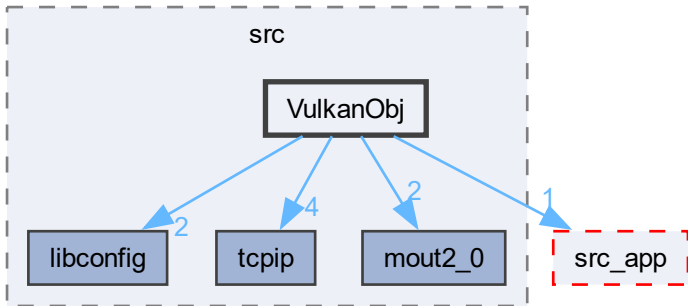 src
VulkanObj
2
4
2
1
libconfig
tcpip
mout2_0
src_app